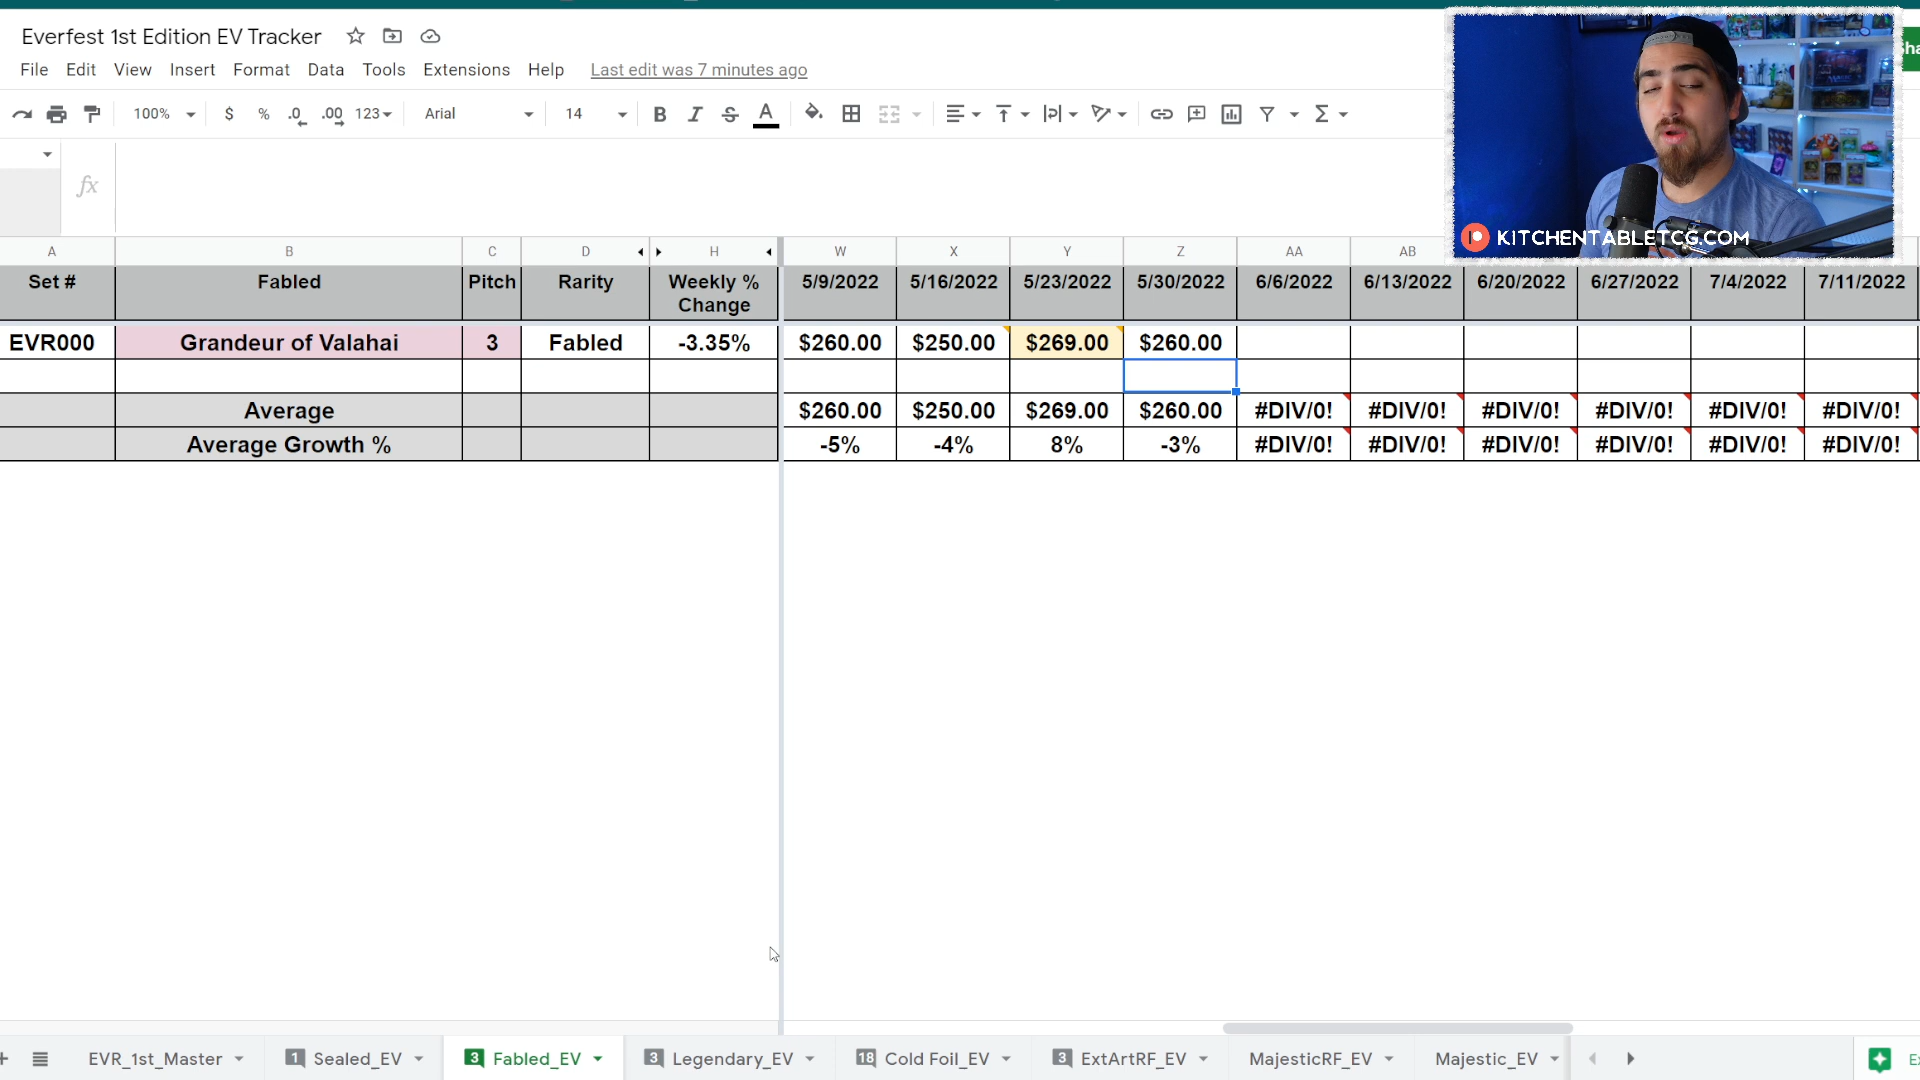 Everfest 1st Edition EV Tracker
File Edit View Insert Format Data Tools Extensions Help Last edit was 7 minutes ago
100% $ % .0 .00 123 Arial 14 B I S A
fx
KITCHENTABLETCG.COM
A B C D H W X Y Z AA AB
Set # Fabled Pitch Rarity Weekly % Change 5/9/2022 5/16/2022 5/23/2022 5/30/2022 6/6/2022 6/13/2022 6/20/2022 6/27/2022 7/4/2022 7/11/2022
EVR000 Grandeur of Valahai 3 Fabled -3.35% $260.00 $250.00 $269.00 $260.00
Average $260.00 $250.00 $269.00 $260.00 #DIV/0! #DIV/0! #DIV/0! #DIV/0! #DIV/0! #DIV/0!
Average Growth % -5% -4% 8% -3% #DIV/0! #DIV/0! #DIV/0! #DIV/0! #DIV/0! #DIV/0!
EVR_1st_Master 1 Sealed_EV 3 Fabled_EV 3 Legendary_EV 18 Cold Foil_EV 3 ExtArtRF_EV MajesticRF_EV Majestic_EV